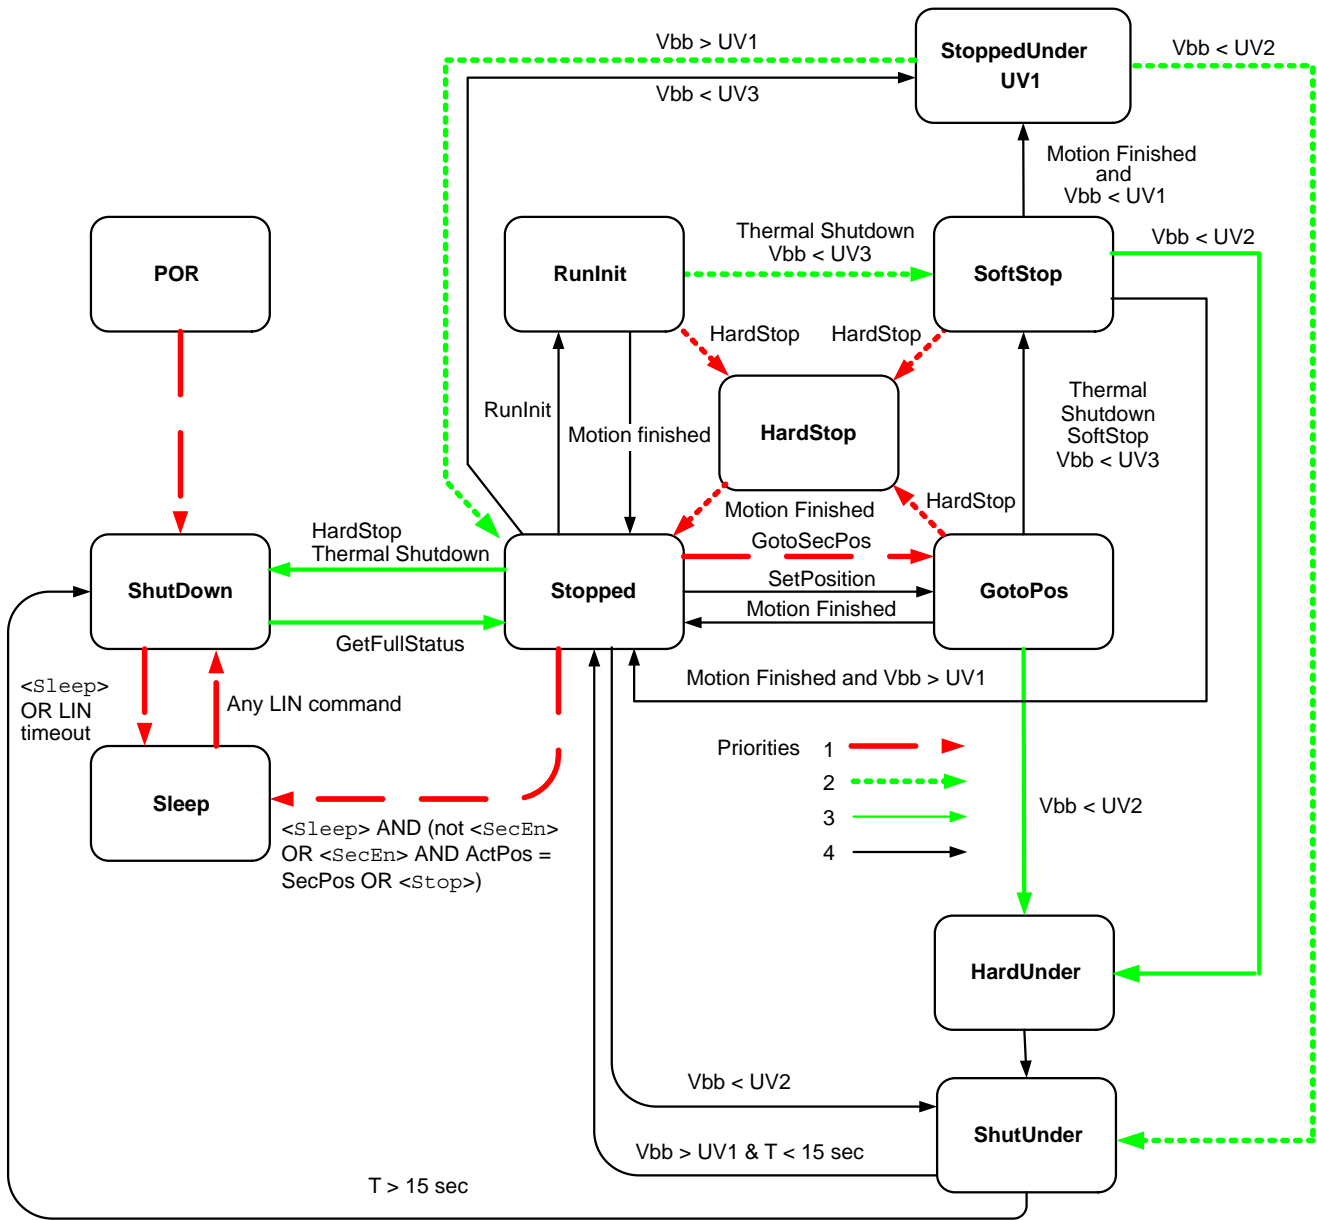 Vbb > UV1
StoppedUnder
UV1
Vbb < UV2
Vbb < UV3
Motion Finished
and
Vbb < UV1
POR
RunInit
Thermal Shutdown
Vbb < UV3
SoftStop
Vbb < UV2
HardStop
HardStop
RunInit
Motion finished
HardStop
Thermal
Shutdown
SoftStop
Vbb < UV3
HardStop
Motion Finished
HardStop
Thermal Shutdown
GotoSecPos
ShutDown
Stopped
SetPosition
GotoPos
Motion Finished
GetFullStatus
<Sleep>
OR LIN
timeout
Any LIN command
Motion Finished and Vbb > UV1
Priorities 1
2
3
4
Sleep
<Sleep> AND (not <SecEn>
OR <SecEn> AND ActPos =
SecPos OR <Stop>)
Vbb < UV2
HardUnder
Vbb < UV2
ShutUnder
Vbb > UV1 & T < 15 sec
T > 15 sec